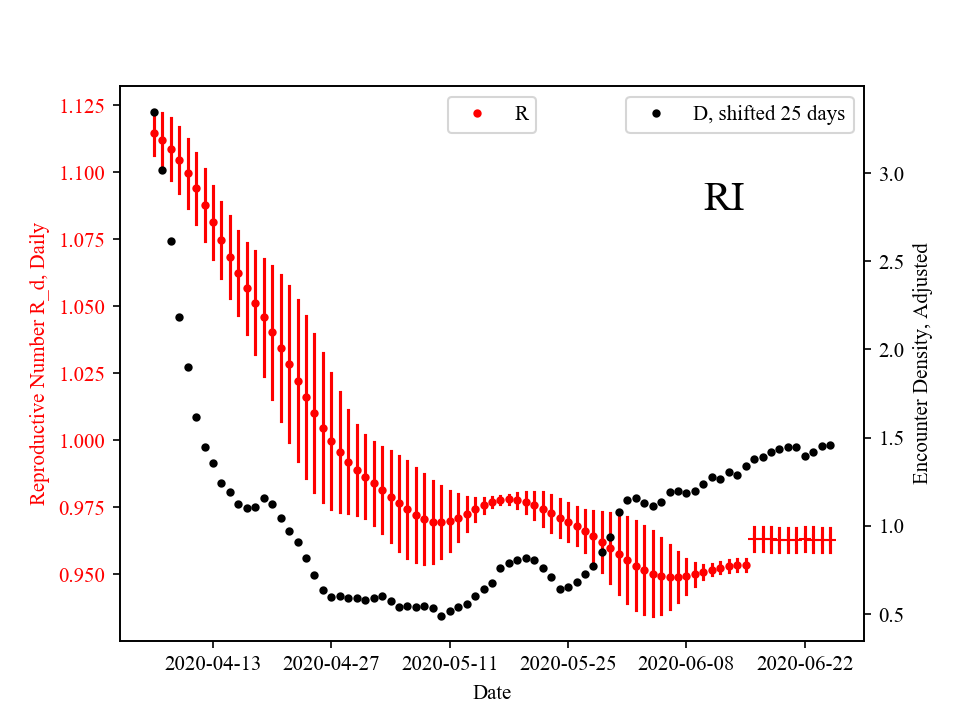 R
D, shifted 25 days
RI
Reproductive Number R_d, Daily
1.125
1.100
1.075
1.050
1.025
1.000
0.975
0.950
3.0
2.5
2.0
1.5
1.0
0.5
Encounter Density, Adjusted
2020-04-13 2020-04-27 2020-05-11 2020-05-25 2020-06-08 2020-06-22
Date